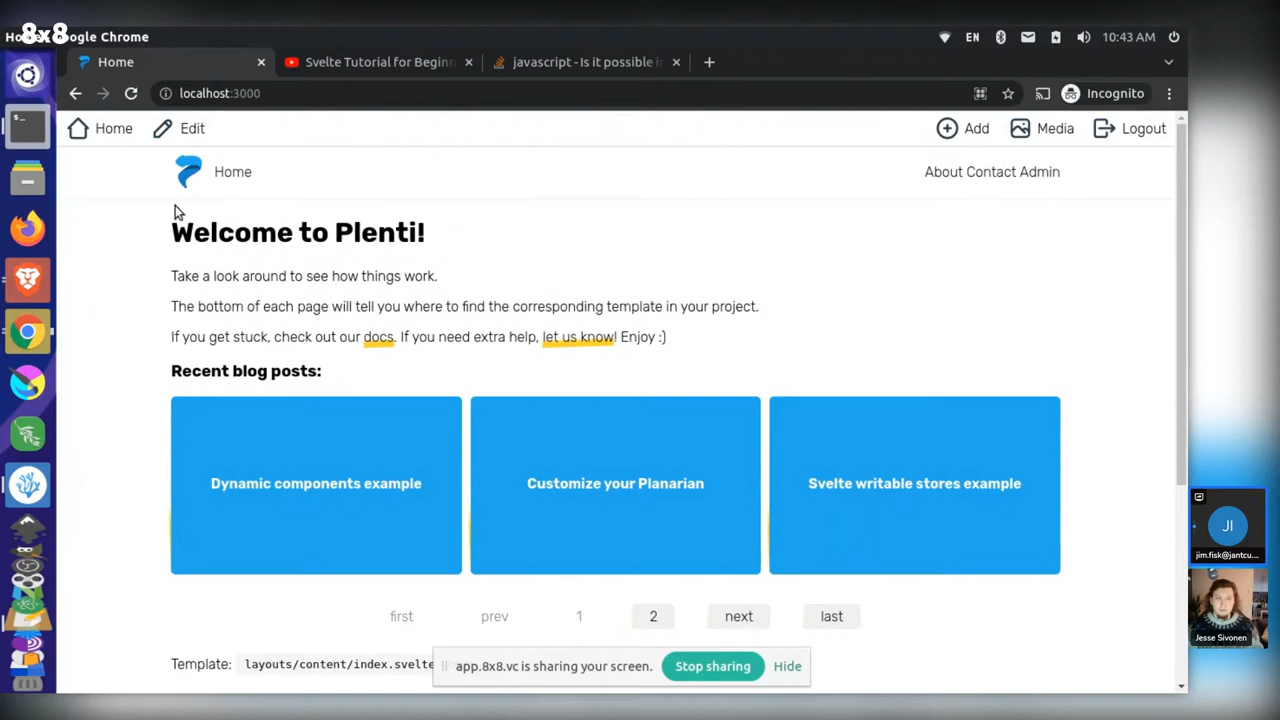 8x8
Google Chrome
EN
10:43 AM
Home
Svelte Tutorial for Beginn
javascript - Is it possible in
localhost:3000
Incognito
Home
Edit
Add
Media
Logout
Home
About Contact Admin
Welcome to Plenti!
Take a look around to see how things work.
The bottom of each page will tell you where to find the corresponding template in your project.
If you get stuck, check out our docs. If you need extra help, let us know! Enjoy :)
Recent blog posts:
Dynamic components example
Customize your Planarian
Svelte writable stores example
first
prev
1
2
next
last
Template: layouts/content/index.svelte
app.8x8.vc is sharing your screen.
Stop sharing
Hide
JI
jim.fisk@jantcu....
Jesse Sivonen